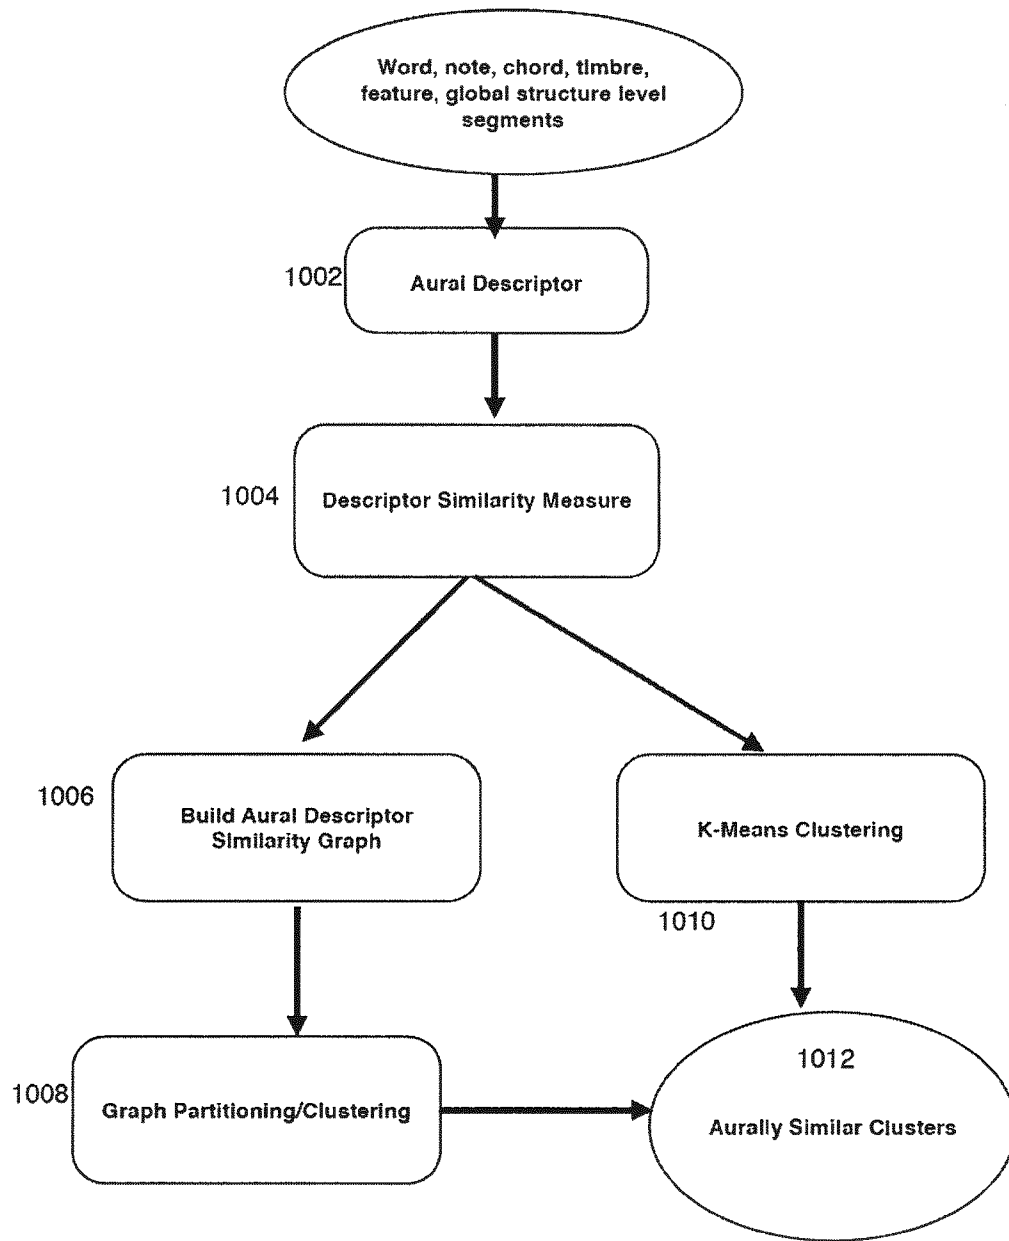 Word, note, chord, timbre,
feature, global structure level
segments
1002
Aural Descriptor
1004
Descriptor Similarity Measure
1006
Build Aural Descriptor
Similarity Graph
K-Means Clustering
1010
1008
Graph Partitioning/Clustering
1012
Aurally Similar Clusters